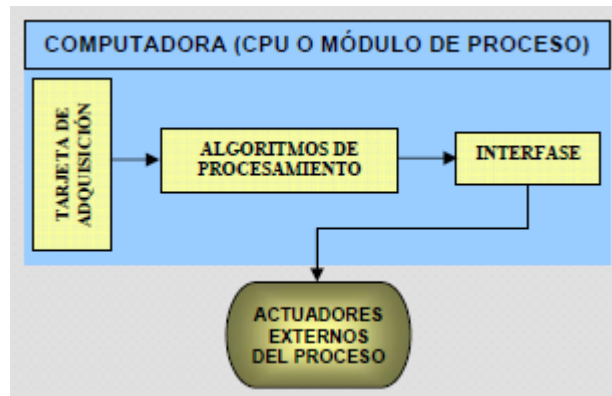 COMPUTADORA (CPU O MÓDULO DE PROCESO)
TARJETA DE
ADQUISICIÓN
ALGORITMOS DE
PROCESAMIENTO
INTERFASE
ACTUADORES
EXTERNOS
DEL PROCESO